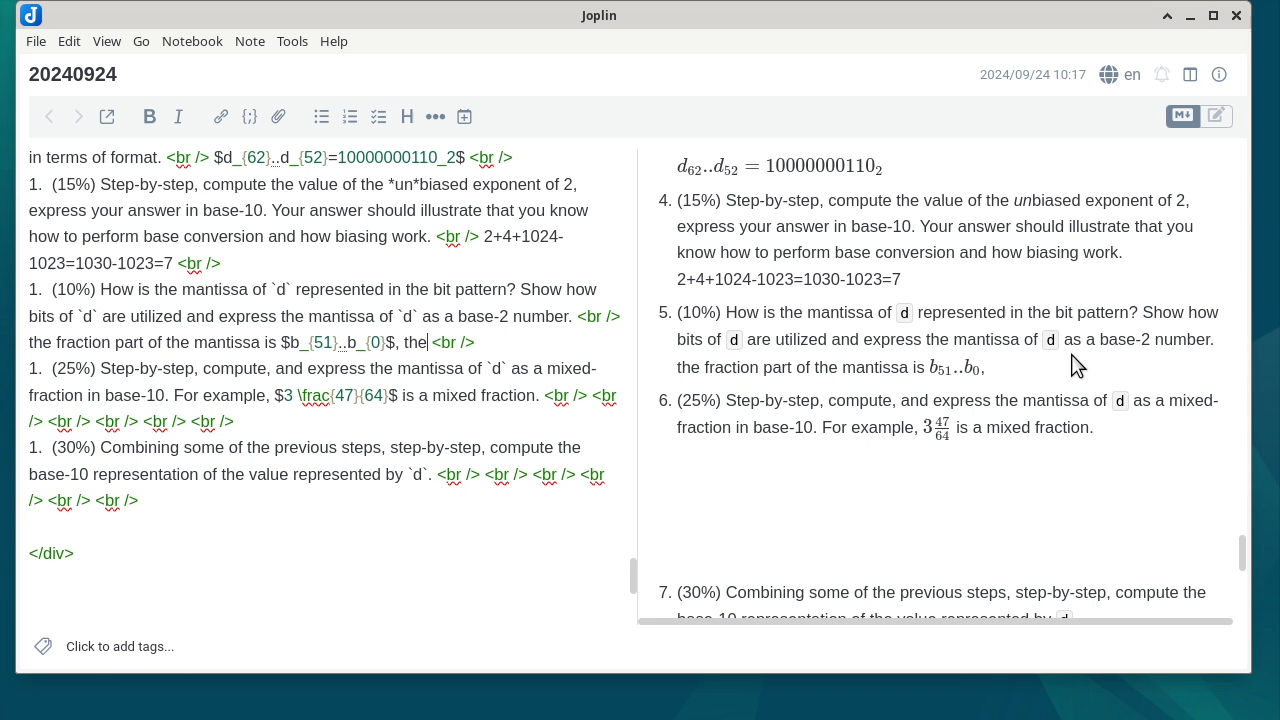 Joplin
File Edit View Go Notebook Note Tools Help
20240924
2024/09/24 10:17 en
in terms of format. <br /> $d_{62}..d_{52}=10000000110_2$ <br />
1. (15%) Step-by-step, compute the value of the *un*biased exponent of 2,
express your answer in base-10. Your answer should illustrate that you know
how to perform base conversion and how biasing work. <br /> 2+4+1024-
1023=1030-1023=7 <br />
1. (10%) How is the mantissa of `d` represented in the bit pattern? Show how
bits of `d` are utilized and express the mantissa of `d` as a base-2 number. <br />
the fraction part of the mantissa is $b_{51}..b_{0}$, the <br />
1. (25%) Step-by-step, compute, and express the mantissa of `d` as a mixed-
fraction in base-10. For example, $3 \frac{47}{64}$ is a mixed fraction. <br /> <br
/> <br /> <br /> <br /> <br />
1. (30%) Combining some of the previous steps, step-by-step, compute the
base-10 representation of the value represented by `d`. <br /> <br /> <br /> <br
/> <br /> <br />
</div>
d₆₂..d₅₂ = 10000000110₂
4. (15%) Step-by-step, compute the value of the unbiased exponent of 2,
express your answer in base-10. Your answer should illustrate that you
know how to perform base conversion and how biasing work.
2+4+1024-1023=1030-1023=7
5. (10%) How is the mantissa of d represented in the bit pattern? Show how
bits of d are utilized and express the mantissa of d as a base-2 number.
the fraction part of the mantissa is b₅₁..b₀,
6. (25%) Step-by-step, compute, and express the mantissa of d as a mixed-
fraction in base-10. For example, 3 47/64 is a mixed fraction.
7. (30%) Combining some of the previous steps, step-by-step, compute the
base-10 representation of the value represented by d
Click to add tags...